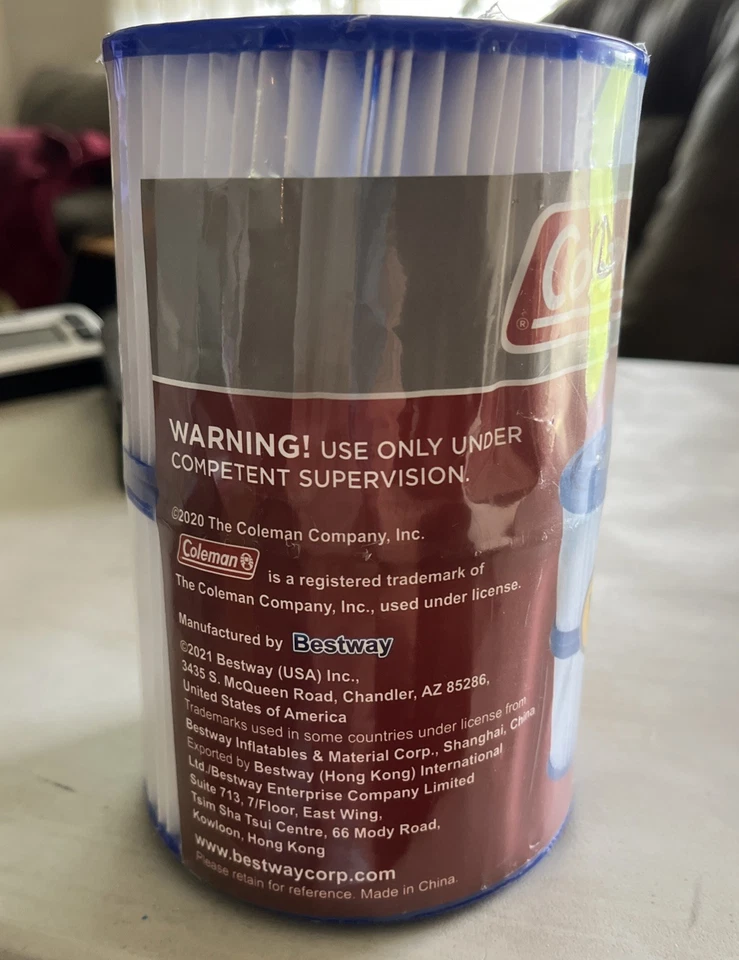 Co
®
WARNING! USE ONLY UNDER
COMPETENT SUPERVISION.
©2020 The Coleman Company, Inc.
Coleman is a registered trademark of
The Coleman Company, Inc., used under license.
Manufactured by Bestway
©2021 Bestway (USA) Inc.,
3435 S. McQueen Road, Chandler, AZ 85286,
United States of America
Trademarks used in some countries under license from
Bestway Inflatables & Material Corp., Shanghai, China
Exported by Bestway (Hong Kong) International
Ltd./Bestway Enterprise Company Limited
Suite 713, 7/Floor, East Wing,
Tsim Sha Tsui Centre, 66 Mody Road,
Kowloon, Hong Kong
www.bestwaycorp.com
Please retain for reference. Made in China.